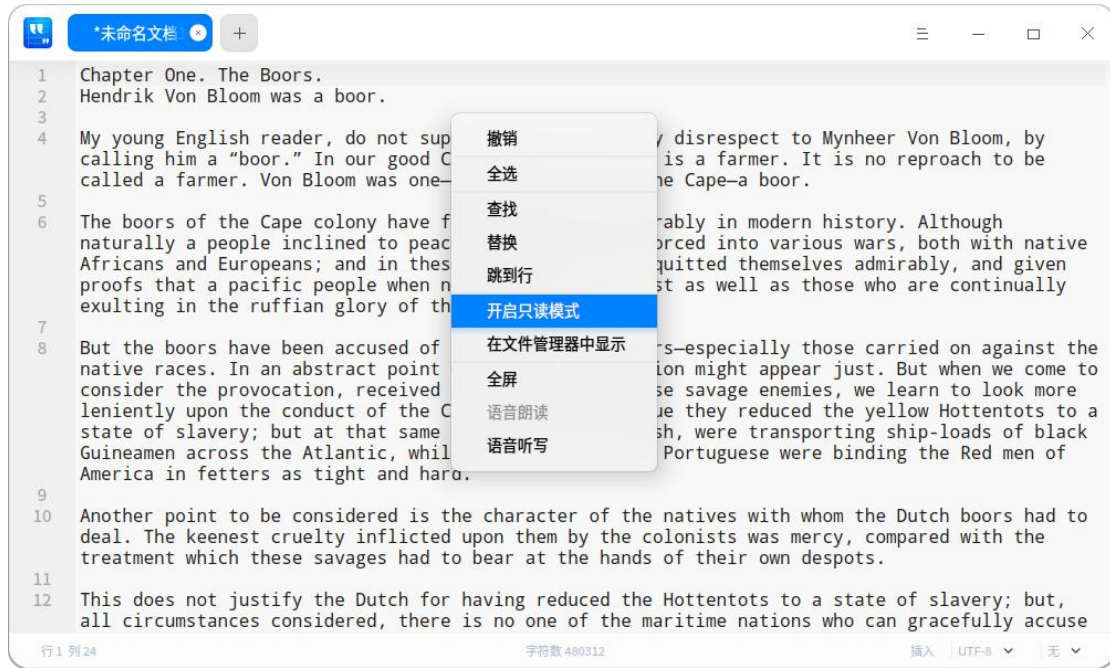 *未命名文档
1 Chapter One. The Boors.
2 Hendrik Von Bloom was a boor.
3
4 My young English reader, do not sup disrespect to Mynheer Von Bloom, by
calling him a “boor.” In our good C is a farmer. It is no reproach to be
called a farmer. Von Bloom was one— Cape—a boor.
5
6 The boors of the Cape colony have f rably in modern history. Although
naturally a people inclined to peac orced into various wars, both with native
Africans and Europeans; and in thes quitted themselves admirably, and given
proofs that a pacific people when n st as well as those who are continually
exulting in the ruffian glory of th
7
8 But the boors have been accused of rs—especially those carried on against the
native races. In an abstract point ion might appear just. But when we come to
consider the provocation, received se savage enemies, we learn to look more
leniently upon the conduct of the C ue they reduced the yellow Hottentots to a
state of slavery; but at that same sh, were transporting ship-loads of black
Guineamen across the Atlantic, whil Portuguese were binding the Red men of
America in fetters as tight and hard.
9
10 Another point to be considered is the character of the natives with whom the Dutch boors had to
deal. The keenest cruelty inflicted upon them by the colonists was mercy, compared with the
treatment which these savages had to bear at the hands of their own despots.
11
12 This does not justify the Dutch for having reduced the Hottentots to a state of slavery; but,
all circumstances considered, there is no one of the maritime nations who can gracefully accuse
撤销
全选
查找
替换
跳到行
开启只读模式
在文件管理器中显示
全屏
语音朗读
语音听写
行1 列24 字符数 480312 插入 UTF-8 无